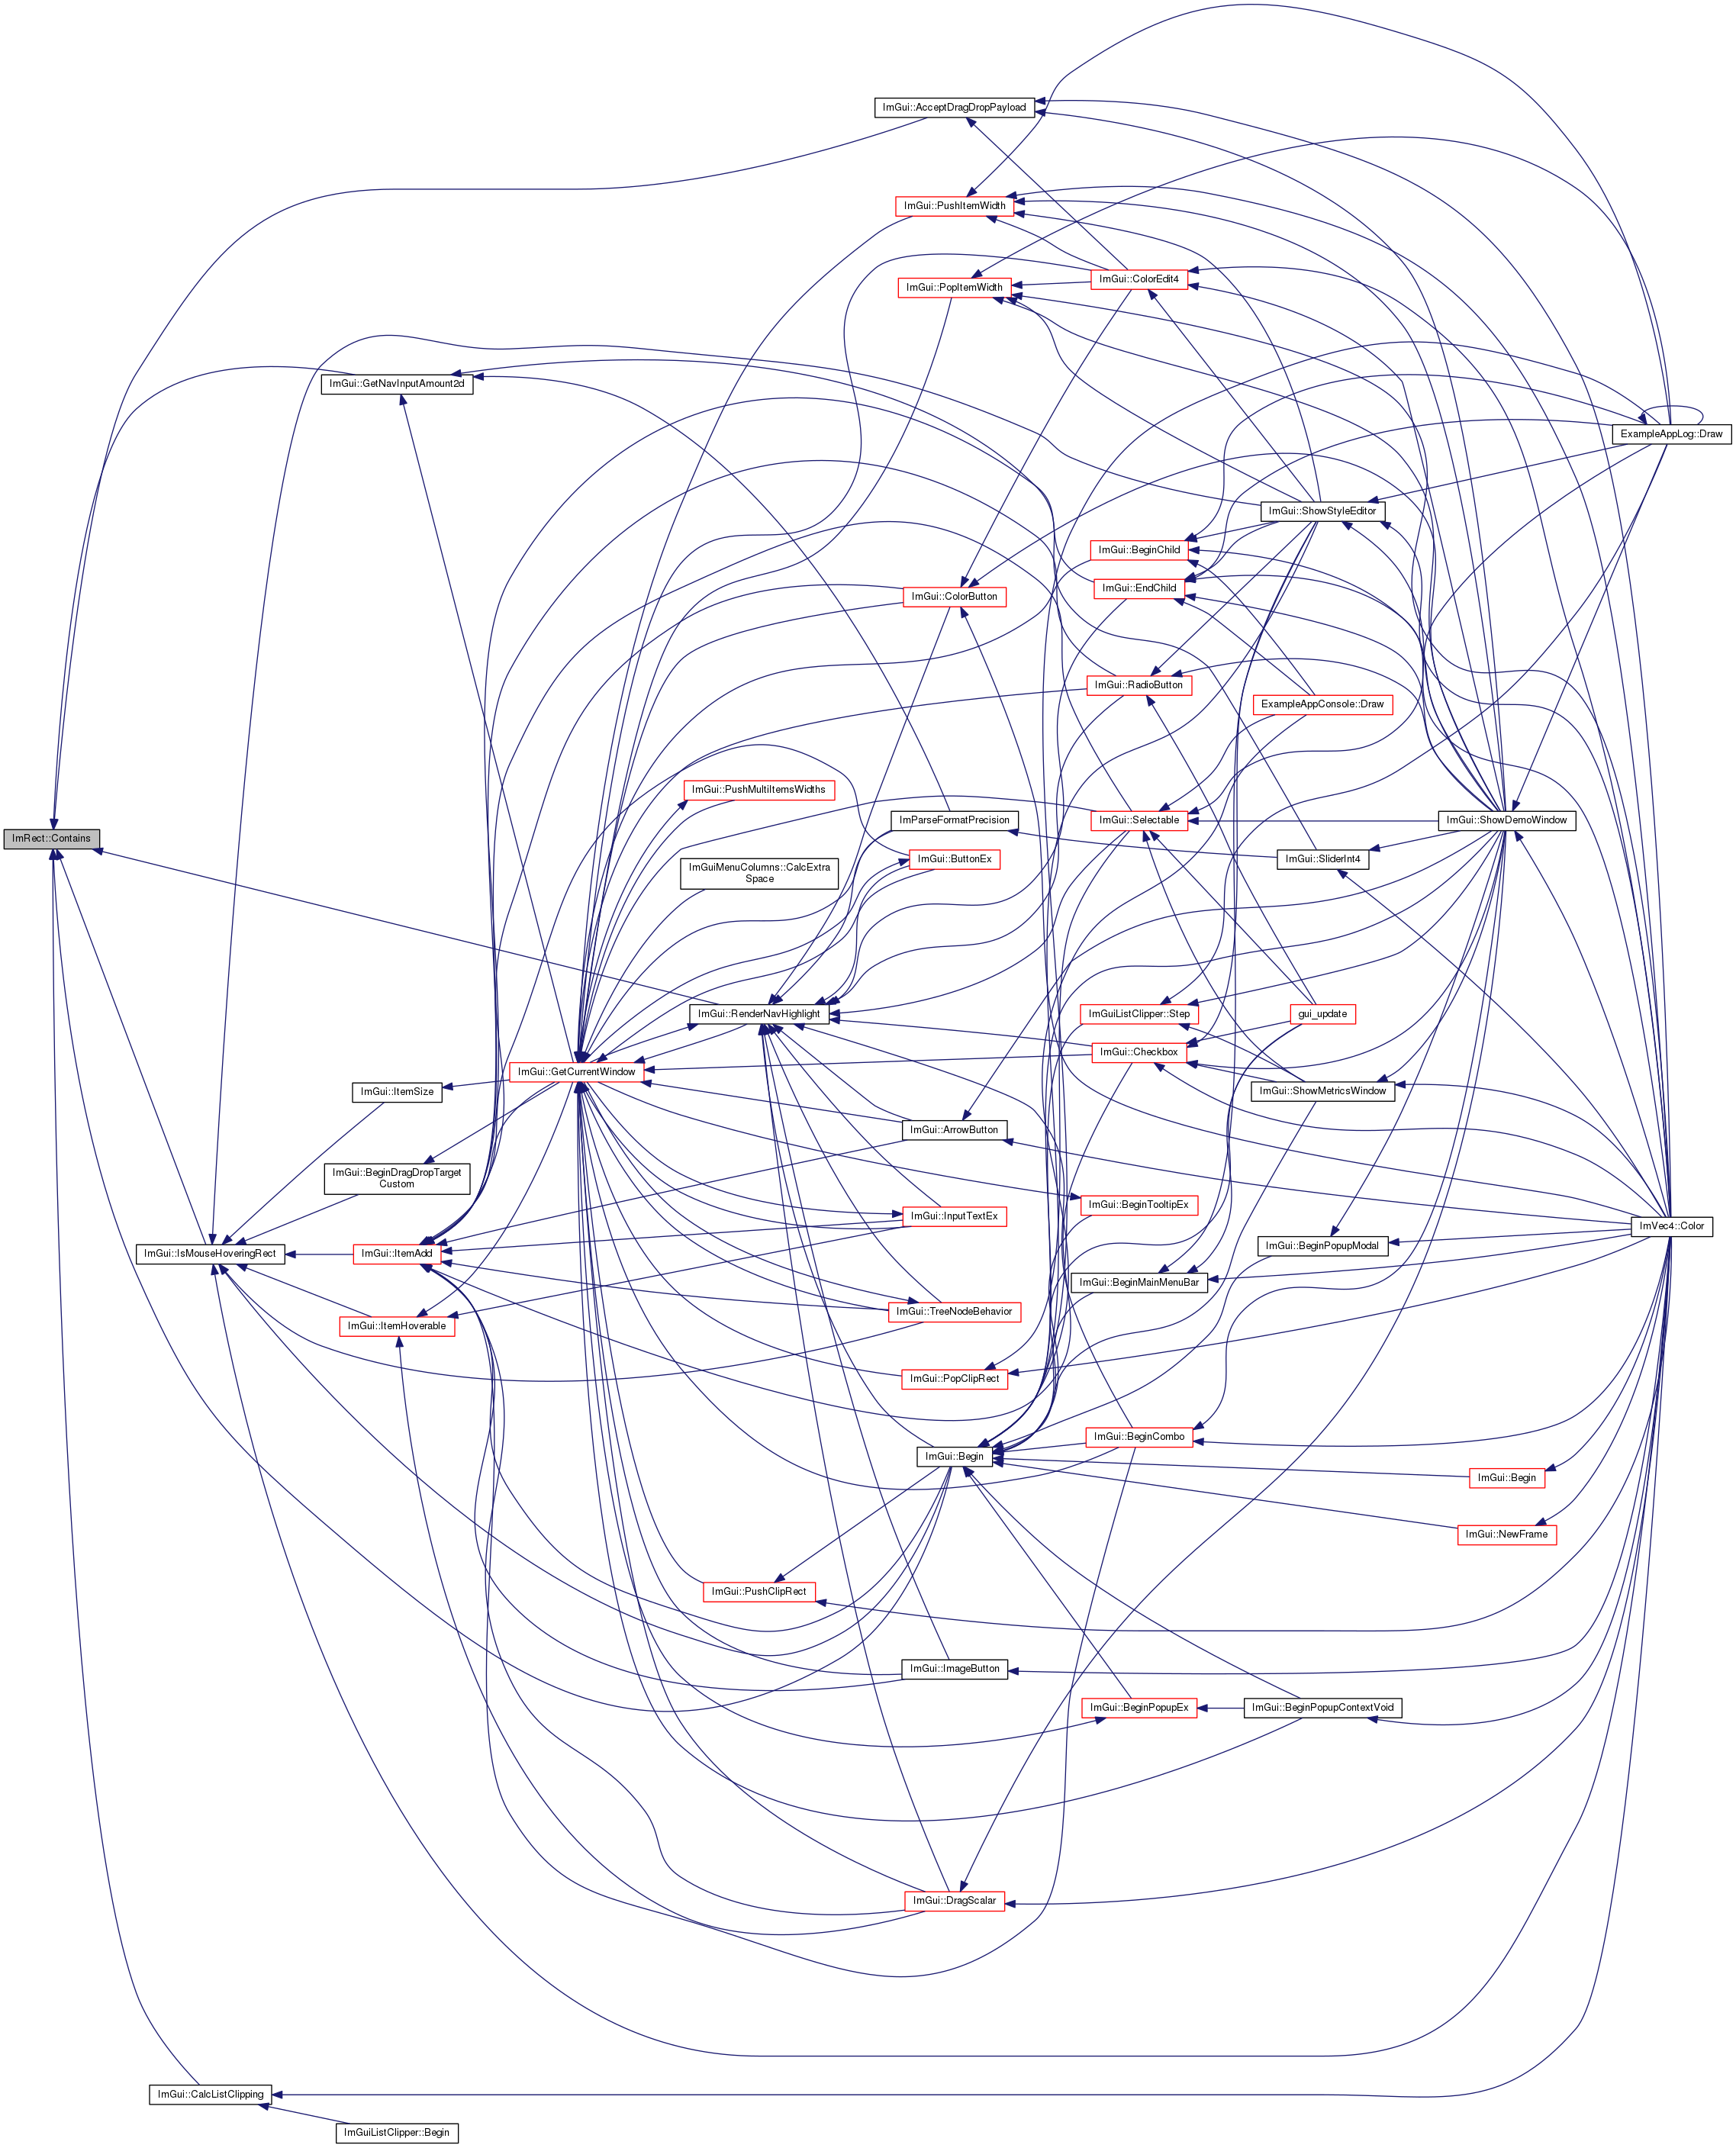 ImGui::AcceptDragDropPayload
ImGui::PushItemWidth
ImGui::ColorEdit4
ImGui::PopItemWidth
ImGui::GetNavInputAmount2d
ExampleAppLog::Draw
ImGui::ShowStyleEditor
ImGui::BeginChild
ImGui::EndChild
ImGui::ColorButton
ImGui::RadioButton
ExampleAppConsole::Draw
ImGui::PushMultiItemsWidths
ImParseFormatPrecision
ImGui::Selectable
ImGui::ShowDemoWindow
ImRect::Contains
ImGui::ButtonEx
ImGui::SliderInt4
ImGuiMenuColumns::CalcExtra
Space
ImGui::RenderNavHighlight
ImGuiListClipper::Step
gui_update
ImGui::Checkbox
ImGui::GetCurrentWindow
ImGui::ItemSize
ImGui::ShowMetricsWindow
ImGui::ArrowButton
ImGui::BeginDragDropTarget
Custom
ImGui::BeginTooltipEx
ImGui::InputTextEx
ImVec4::Color
ImGui::IsMouseHoveringRect
ImGui::ItemAdd
ImGui::BeginPopupModal
ImGui::BeginMainMenuBar
ImGui::TreeNodeBehavior
ImGui::ItemHoverable
ImGui::PopClipRect
ImGui::BeginCombo
ImGui::Begin
ImGui::Begin
ImGui::NewFrame
ImGui::PushClipRect
ImGui::ImageButton
ImGui::BeginPopupEx
ImGui::BeginPopupContextVoid
ImGui::DragScalar
ImGui::CalcListClipping
ImGuiListClipper::Begin